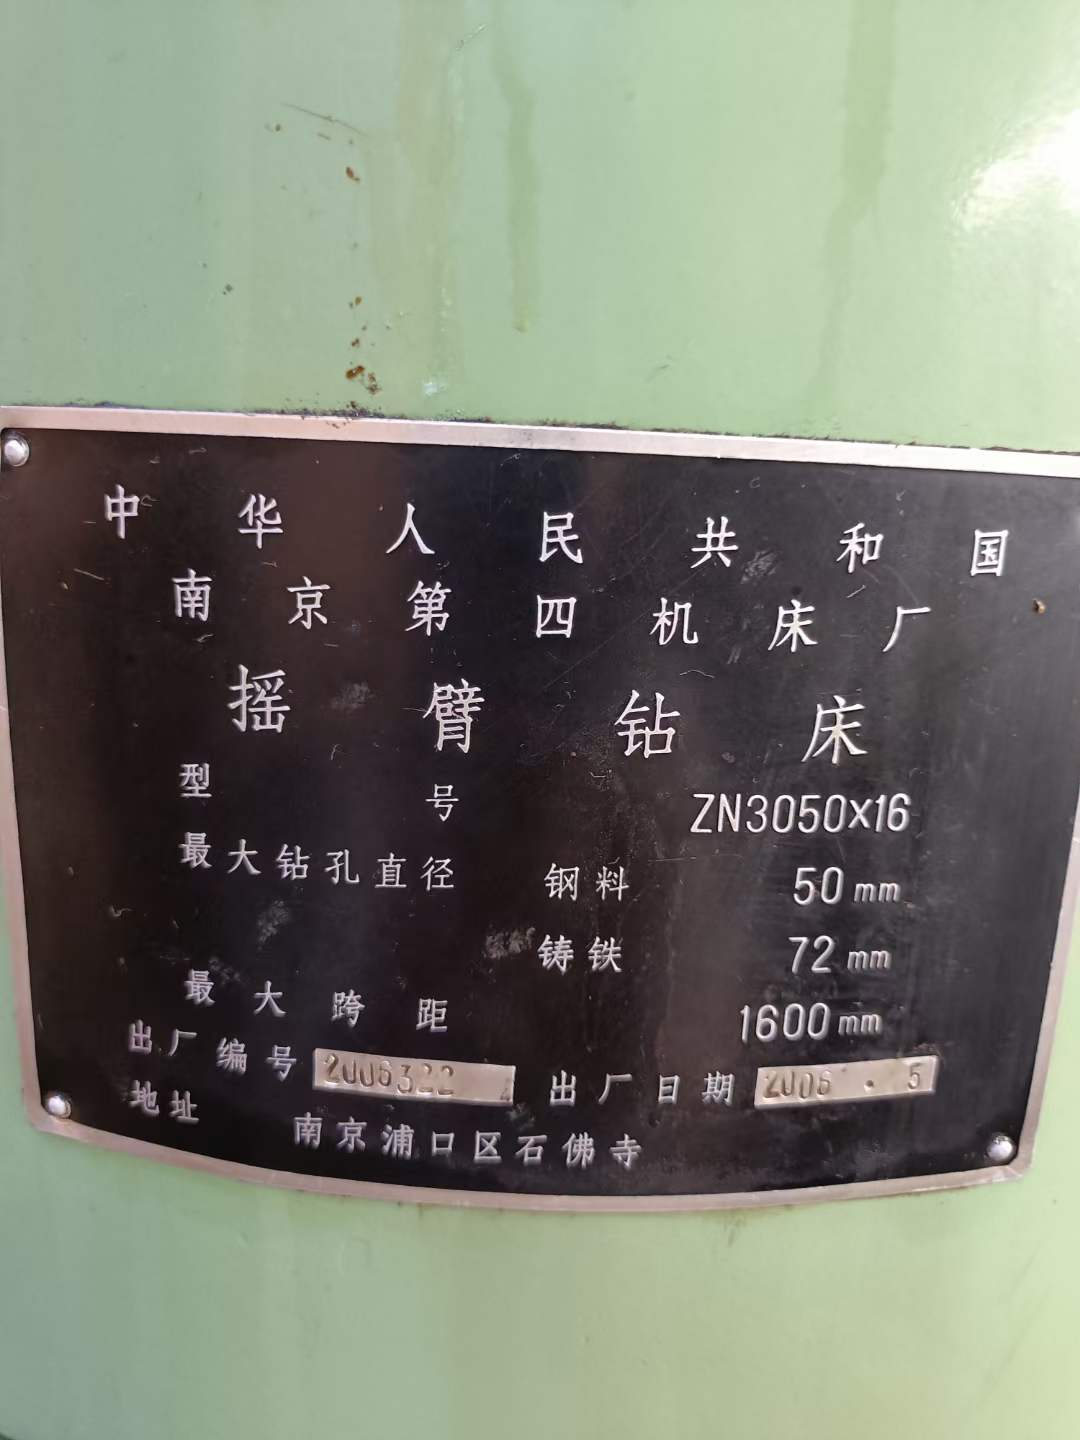 中华人民共和国
南京第四机床厂
摇臂钻床
型号 ZN3050×16
最大钻孔直径 钢料 50mm
铸铁 72mm
最大跨距 1600mm
出厂编号 2006322 出厂日期 2006.5
地址 南京浦口区石佛寺